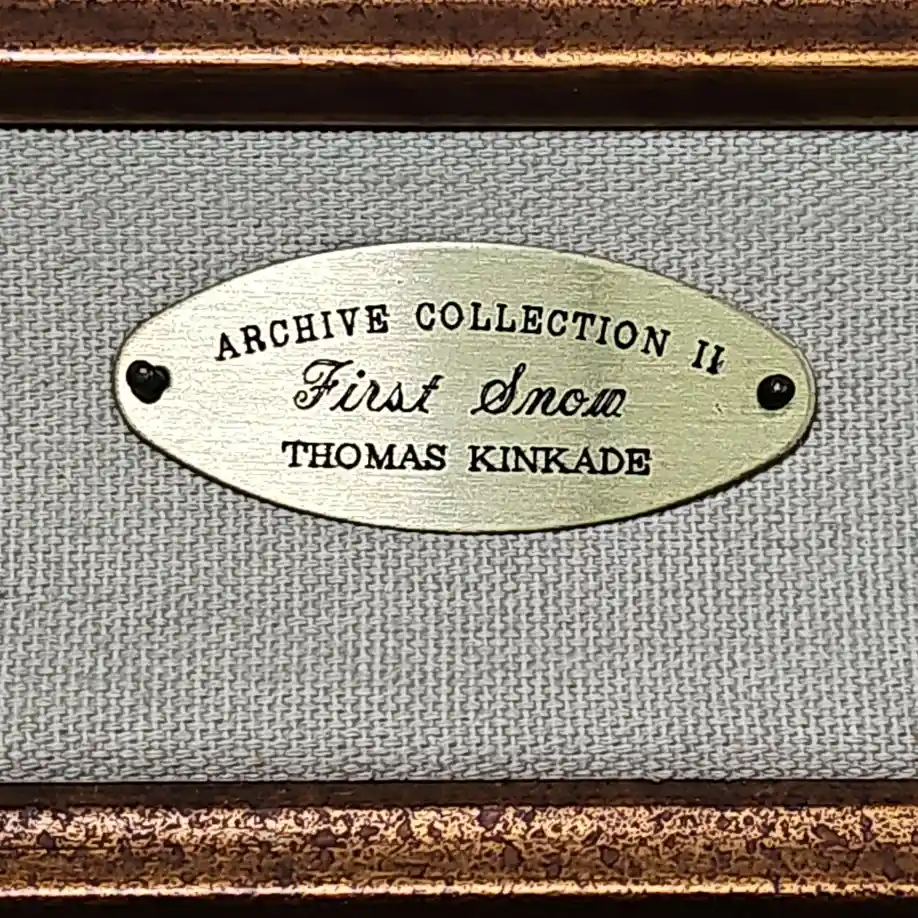 ARCHIVE COLLECTION II
First Snow
THOMAS KINKADE